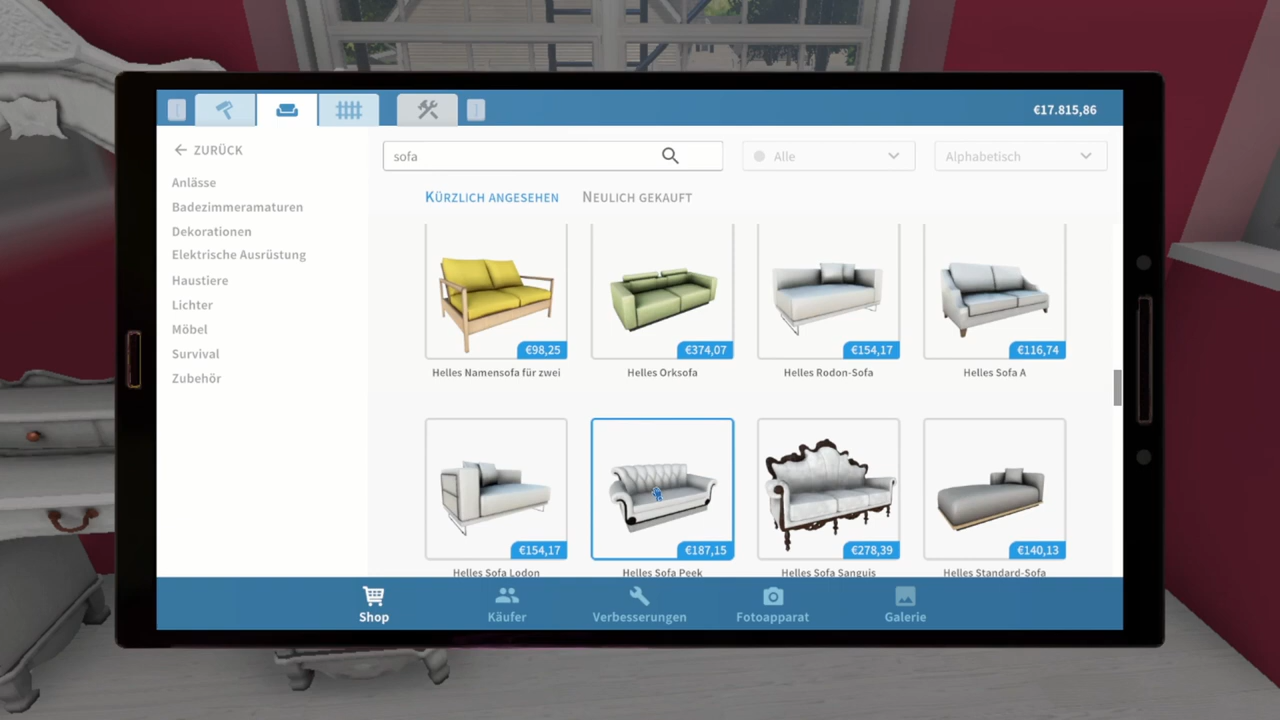 €17.815,86
ZURÜCK
Anlässe
Badezimmeramaturen
Dekorationen
Elektrische Ausrüstung
Haustiere
Lichter
Möbel
Survival
Zubehör
sofa
Alle
Alphabetisch
KÜRZLICH ANGESEHEN
NEULICH GEKAUFT
€98,25
€374,07
€154,17
€116,74
Helles Namensofa für zwei
Helles Orksofa
Helles Rodon-Sofa
Helles Sofa A
€154,17
€187,15
€278,39
€140,13
Helles Sofa Lodon
Helles Sofa Peek
Helles Sofa Sanguis
Helles Standard-Sofa
Shop
Käufer
Verbesserungen
Fotoapparat
Galerie